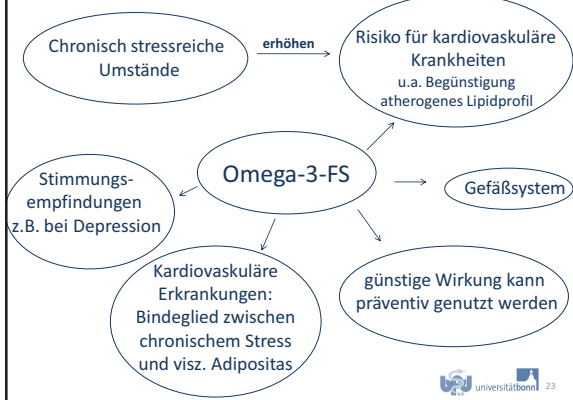 Chronisch stressreiche
Umstände
erhöhen
Risiko für kardiovaskuläre
Krankheiten
u.a. Begünstigung
atherogenes Lipidprofil
Omega-3-FS
Stimmungs-
empfindungen
z.B. bei Depression
Gefäßsystem
Kardiovaskuläre
Erkrankungen:
Bindeglied zwischen
chronischem Stress
und visz. Adipositas
günstige Wirkung kann
präventiv genutzt werden
universitätbonn
23